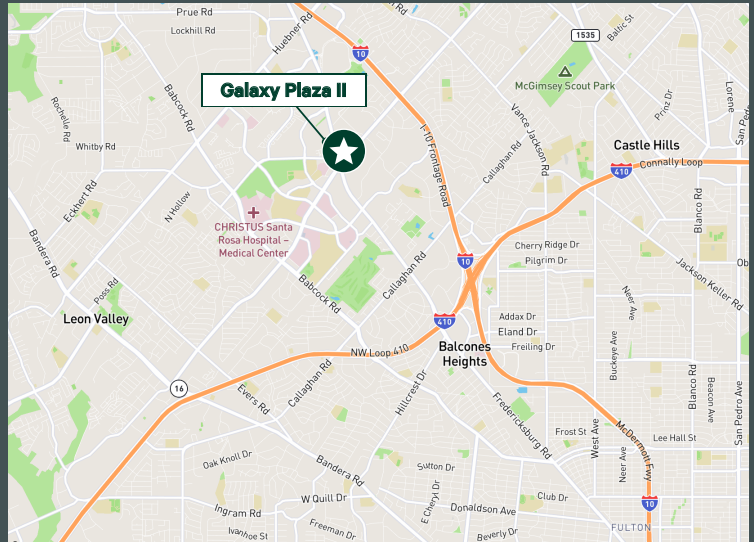 Prue Rd
Lockhill Rd
Huebner Rd
Rd
10
1535
Baltic St
McGimsey Scout Park
Galaxy Plaza II
Babcock Rd
Rochelle Rd
Whitby Rd
Eckhert Rd
N Hollow
I-10 Frontage Road
Vance Jackson Rd
Callaghan Rd
Prinz Dr
Lorene
San Ped
Castle Hills
410
Connally Loop
Blanco Rd
CHRISTUS Santa
Rosa Hospital –
Medical Center
Bandera Rd
Poss Rd
Leon Valley
Babcock Rd
Callaghan Rd
10
Cherry Ridge Dr
Pilgrim Dr
Jackson Keller Rd
Ob
410
Addax Dr
Eland Dr
Freiling Dr
Neer Ave
Buckeye Ave
Balcones
Heights
NW Loop 410
16
Evers Rd
Callaghan Rd
Hillcrest Dr
Fredericksburg Rd
Blanco Rd
Beacon Ave
San Pedro Ave
McDermott Fwy
Frost St
West Ave
Neer Ave
Lee Hall St
Oak Knoll Dr
Bandera Rd
Sutton Dr
W Quill Dr
E Cheryl Dr
Donaldson Ave
Club Dr
10
FULTON
Ingram Rd
Freeman Dr
Ivanhoe St
Beverly Dr